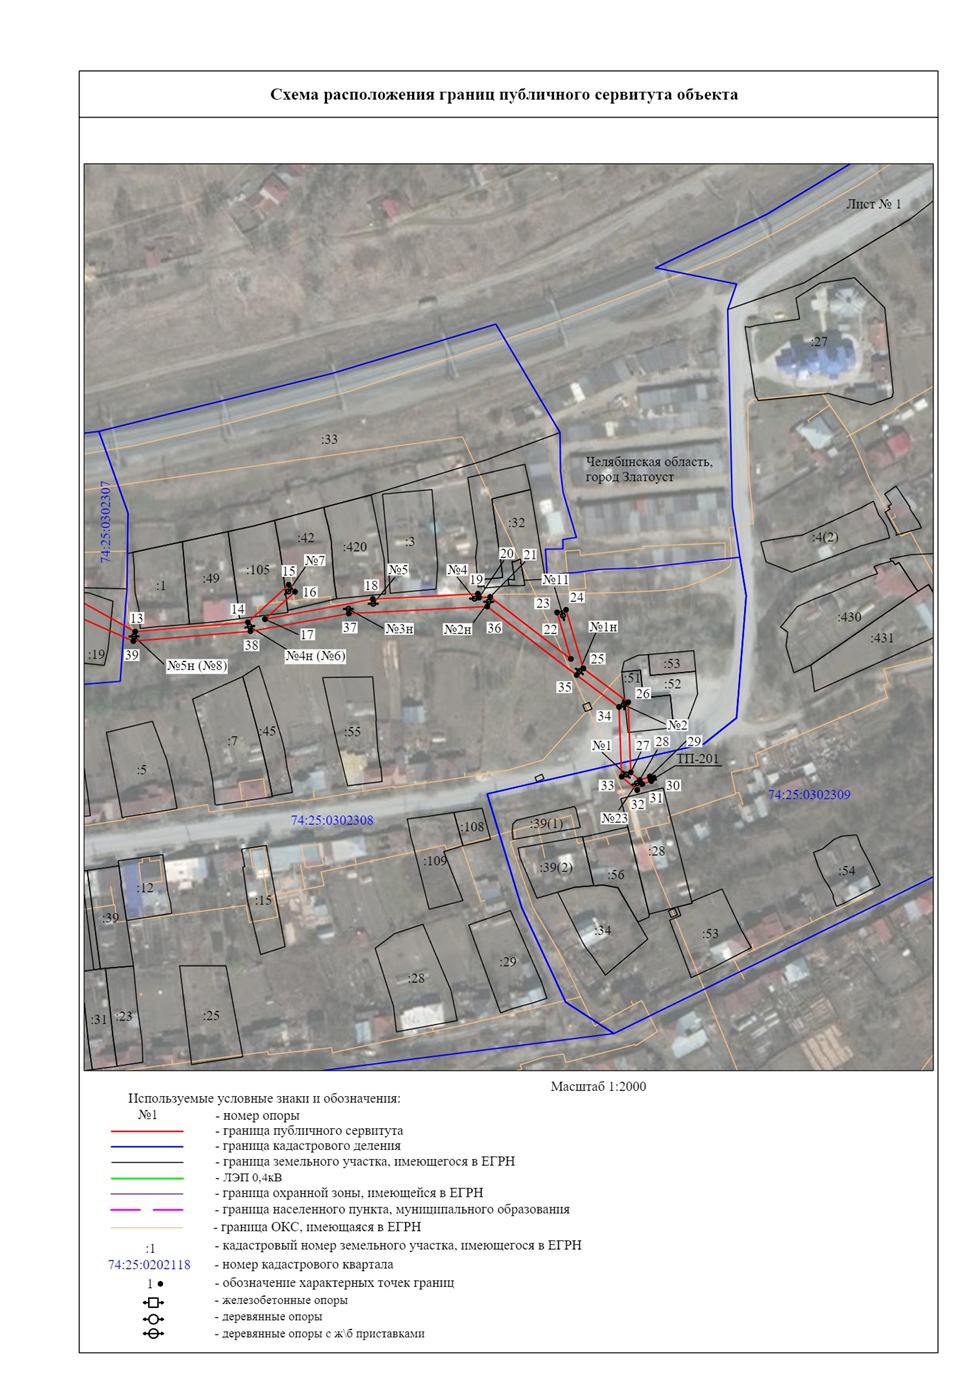 Схема расположения границ публичного сервитута объекта
Лист № 1
:27
:33
Челябинская область,
город Златоуст
74:25:0302307
:32
:42
:3
:420
:4(2)
:105
:49
:1
20
21
№7
15
№5
№4
19
№11
18
16
24
23
14
13
22
№1н
:430
:431
17
37
№3н
№2н
36
38
39
:19
№5н (№8)
№4н (№6)
25
35
:53
:51
:52
26
34
№2
:45
:7
:55
:5
№1
27
28
29
ТП-201
33
30
31
32
№23
74:25:0302309
74:25:0302308
:108
:39(1)
:109
:39(2)
:28
:56
:54
:12
:15
:39
:34
:53
:29
:28
:31
:23
:25
Масштаб 1:2000
Используемые условные знаки и обозначения:
№1 - номер опоры
- граница публичного сервитута
- граница кадастрового деления
- граница земельного участка, имеющегося в ЕГРН
- ЛЭП 0,4кВ
- граница охранной зоны, имеющейся в ЕГРН
- граница населенного пункта, муниципального образования
- граница ОКС, имеющаяся в ЕГРН
:1 - кадастровый номер земельного участка, имеющегося в ЕГРН
74:25:0202118 - номер кадастрового квартала
1 - обозначение характерных точек границ
- железобетонные опоры
- деревянные опоры
- деревянные опоры с ж\б приставками